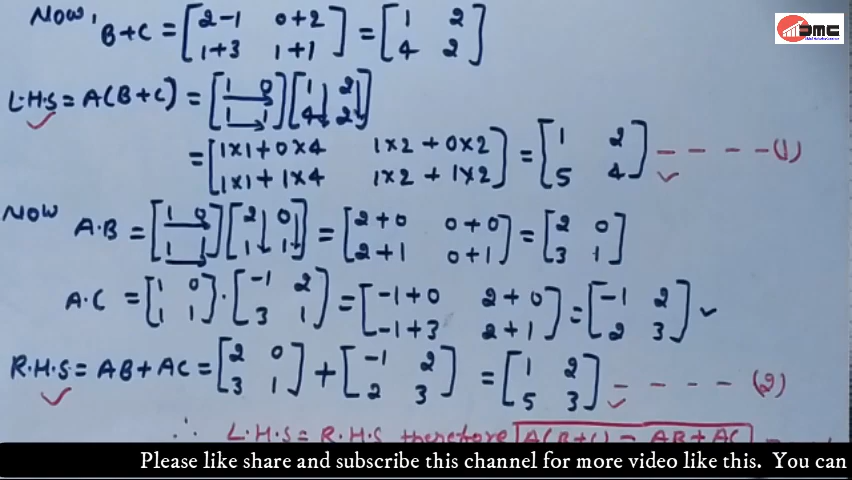 Now, B+C = [2-1 0+2 / 1+3 1+1] = [1 2 / 4 2]
L.H.S = A(B+C) = [1 0 / 1 1] [1 2 / 4 2]
= [1×1+0×4 1×2+0×2 / 1×1+1×4 1×2+1×2] = [1 2 / 5 4] ----(1)
Now A.B = [1 0 / 1 1] [2 0 / 1 1] = [2+0 0+0 / 2+1 0+1] = [2 0 / 3 1]
A.C = [1 0 / 1 1] . [-1 2 / 3 1] = [-1+0 2+0 / -1+3 2+1] = [-1 2 / 2 3]
R.H.S = AB + AC = [2 0 / 3 1] + [-1 2 / 2 3] = [1 2 / 5 3] ----(2)
∴ L.H.S = R.H.S therefore A(B+C) = AB + AC
DMC
Please like share and subscribe this channel for more video like this. You can